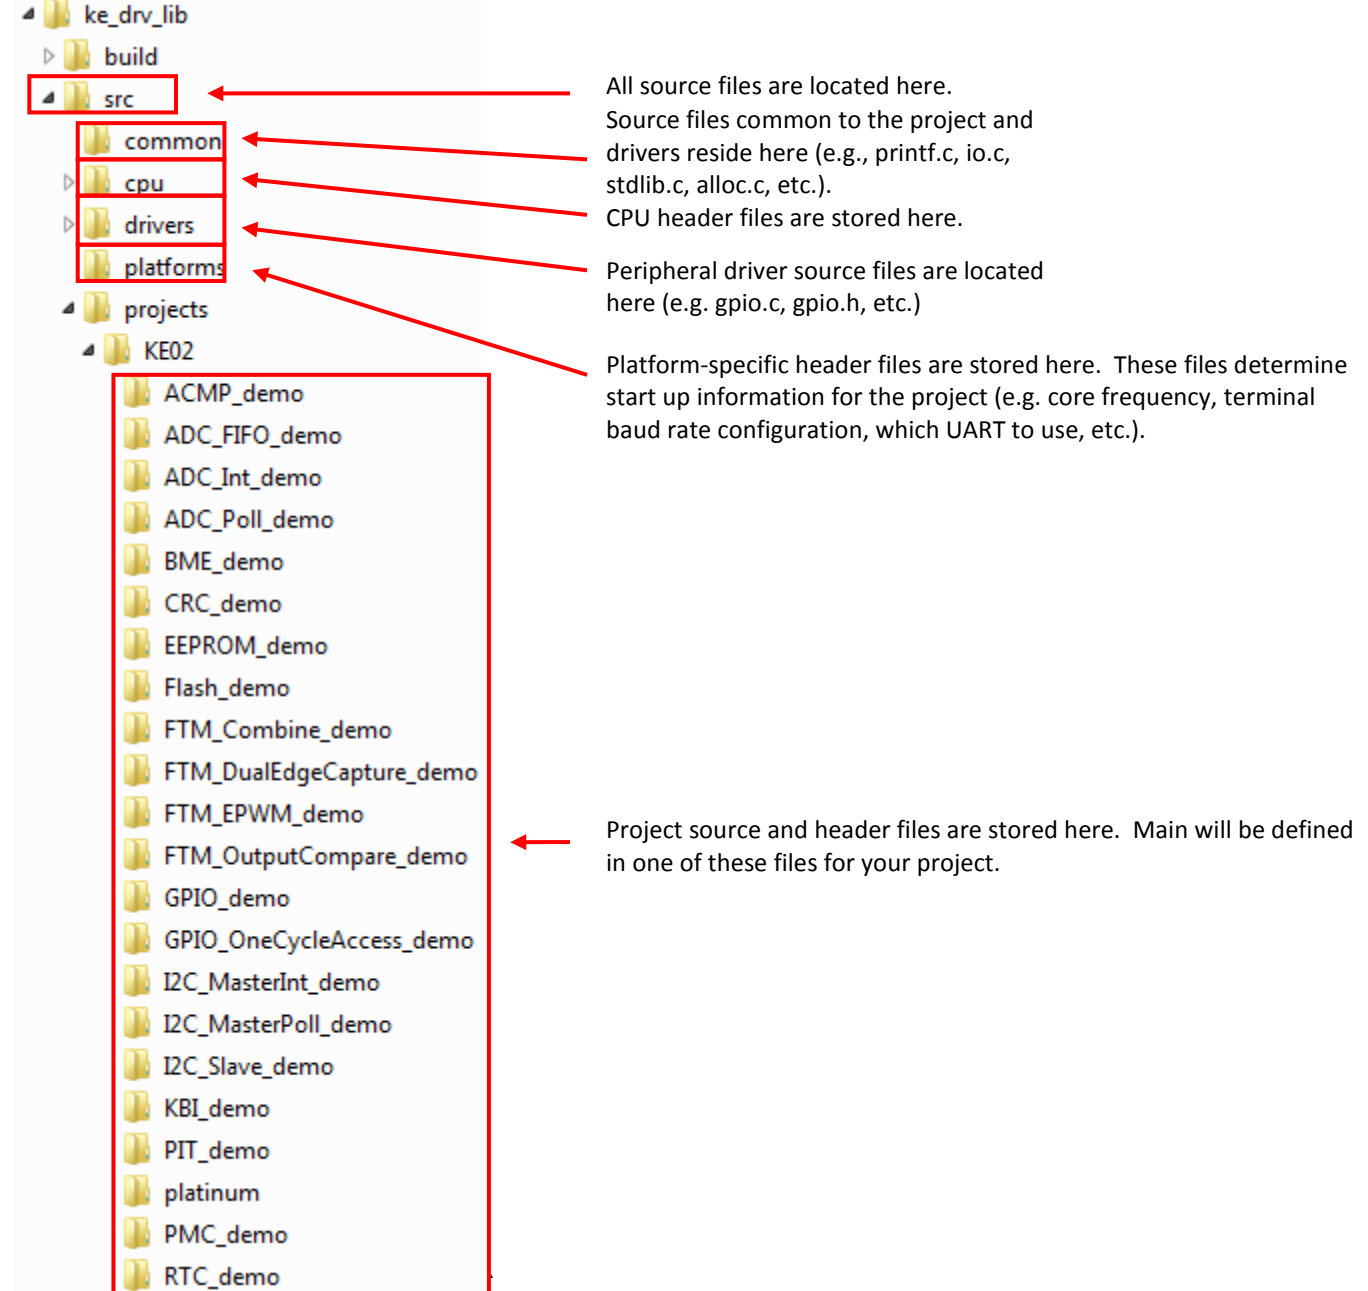 ke_drv_lib
build
src
common
cpu
drivers
platforms
projects
KE02
ACMP_demo
ADC_FIFO_demo
ADC_Int_demo
ADC_Poll_demo
BME_demo
CRC_demo
EEPROM_demo
Flash_demo
FTM_Combine_demo
FTM_DualEdgeCapture_demo
FTM_EPWM_demo
FTM_OutputCompare_demo
GPIO_demo
GPIO_OneCycleAccess_demo
I2C_MasterInt_demo
I2C_MasterPoll_demo
I2C_Slave_demo
KBI_demo
PIT_demo
platinum
PMC_demo
RTC_demo
All source files are located here.
Source files common to the project and
drivers reside here (e.g., printf.c, io.c,
stdlib.c, alloc.c, etc.).
CPU header files are stored here.
Peripheral driver source files are located
here (e.g. gpio.c, gpio.h, etc.)
Platform-specific header files are stored here.  These files determine
start up information for the project (e.g. core frequency, terminal
baud rate configuration, which UART to use, etc.).
Project source and header files are stored here.  Main will be defined
in one of these files for your project.